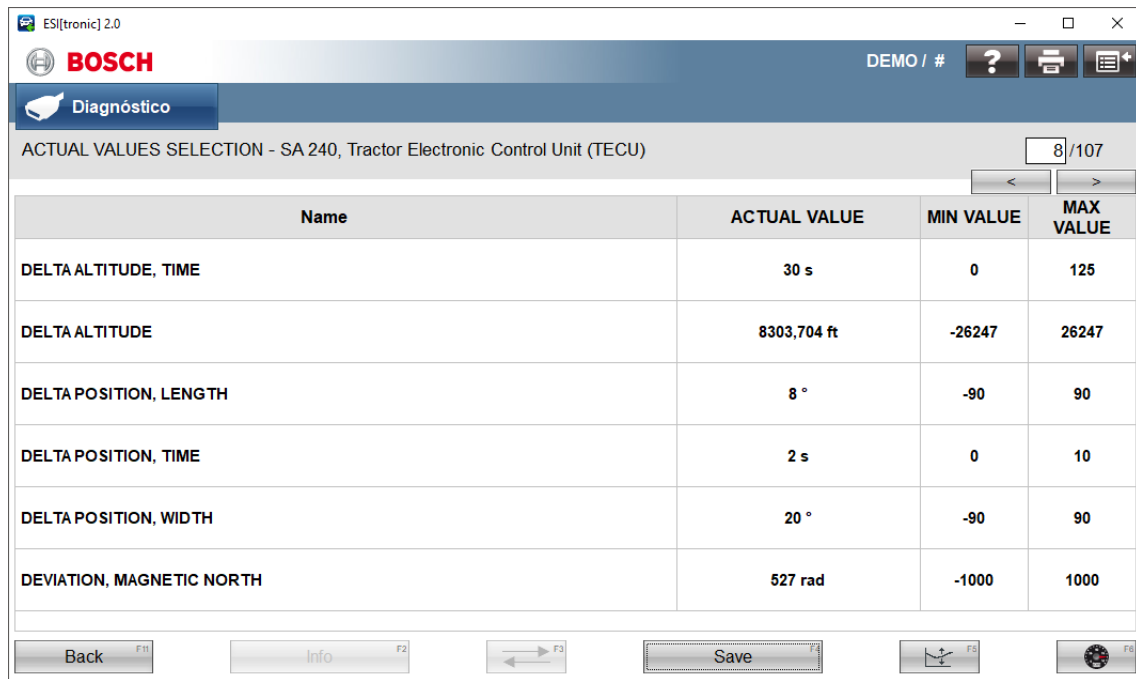 ESI[tronic] 2.0
BOSCH
DEMO / #
?
Diagnóstico
ACTUAL VALUES SELECTION - SA 240, Tractor Electronic Control Unit (TECU)
8 /107
< >
Name ACTUAL VALUE MIN VALUE MAX VALUE
DELTA ALTITUDE, TIME 30 s 0 125
DELTA ALTITUDE 8303,704 ft -26247 26247
DELTA POSITION, LENGTH 8 ° -90 90
DELTA POSITION, TIME 2 s 0 10
DELTA POSITION, WIDTH 20 ° -90 90
DEVIATION, MAGNETIC NORTH 527 rad -1000 1000
Back F11 Info F2 F3 Save F4 F5 F6